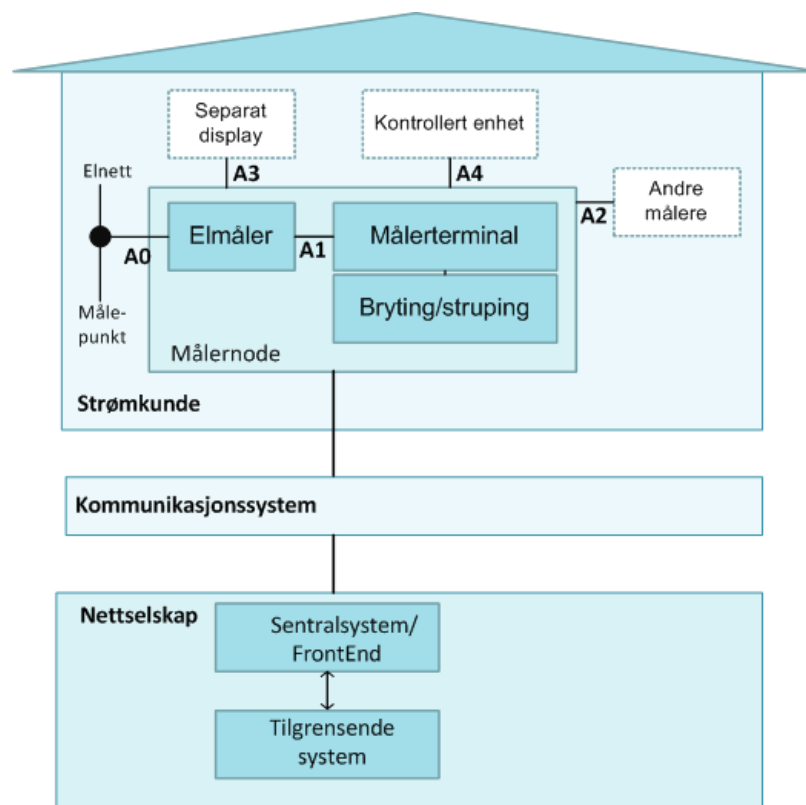 Separat
display
Kontrollert enhet
A3
A4
Elnett
Andre
målere
A2
Elmåler
Målerterminal
A0
A1
Bryting/struping
Måle-
punkt
Målernode
Strømkunde
Kommunikasjonssystem
Nettselskap
Sentralsystem/
FrontEnd
Tilgrensende
system